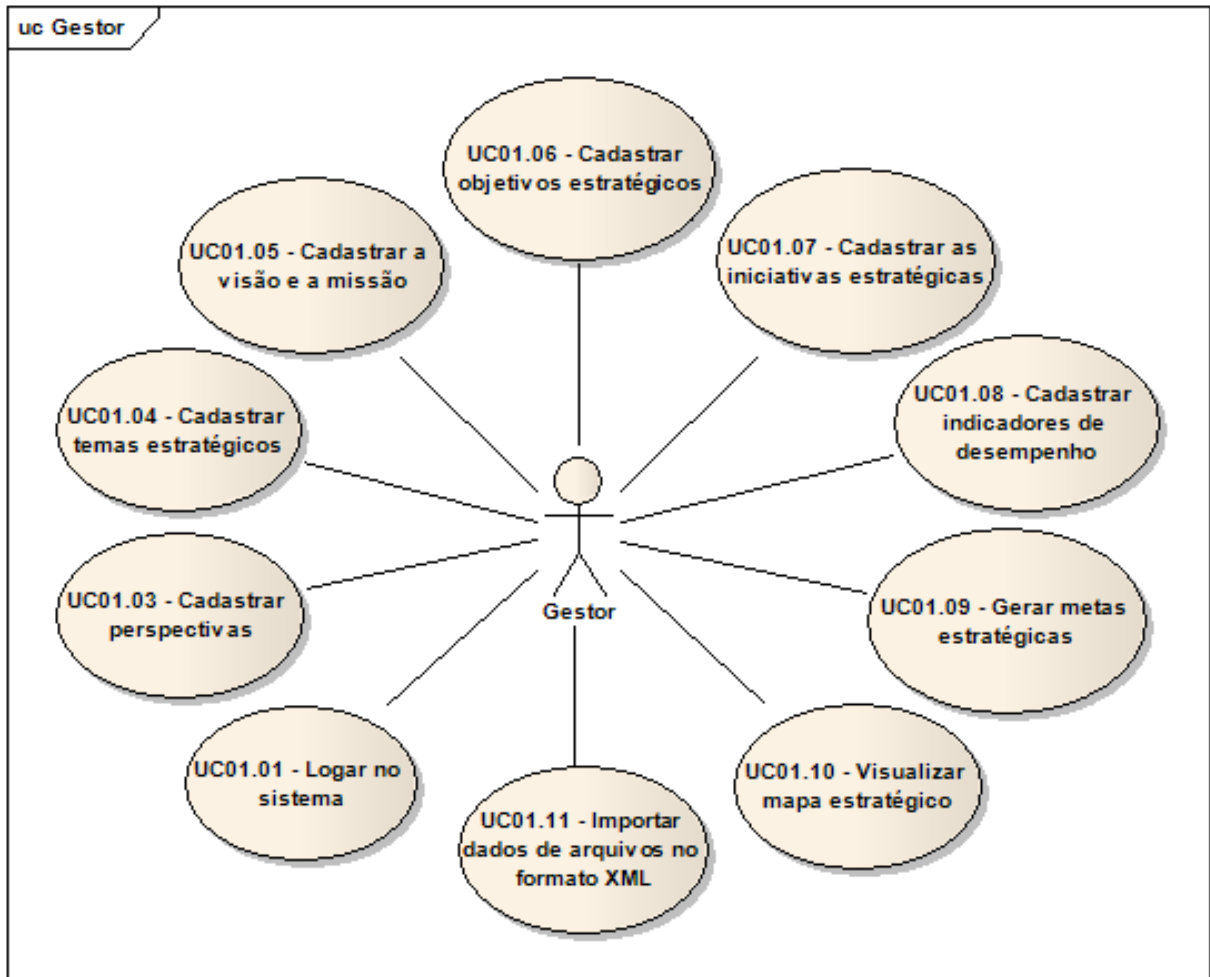 uc Gestor
UC01.06 - Cadastrar
objetivos estratégicos
UC01.05 - Cadastrar a
visão e a missão
UC01.07 - Cadastrar as
iniciativas estratégicas
UC01.04 - Cadastrar
temas estratégicos
UC01.08 - Cadastrar
indicadores de
desempenho
UC01.03 - Cadastrar
perspectivas
Gestor
UC01.09 - Gerar metas
estratégicas
UC01.01 - Logar no
sistema
UC01.10 - Visualizar
mapa estratégico
UC01.11 - Importar
dados de arquivos no
formato XML